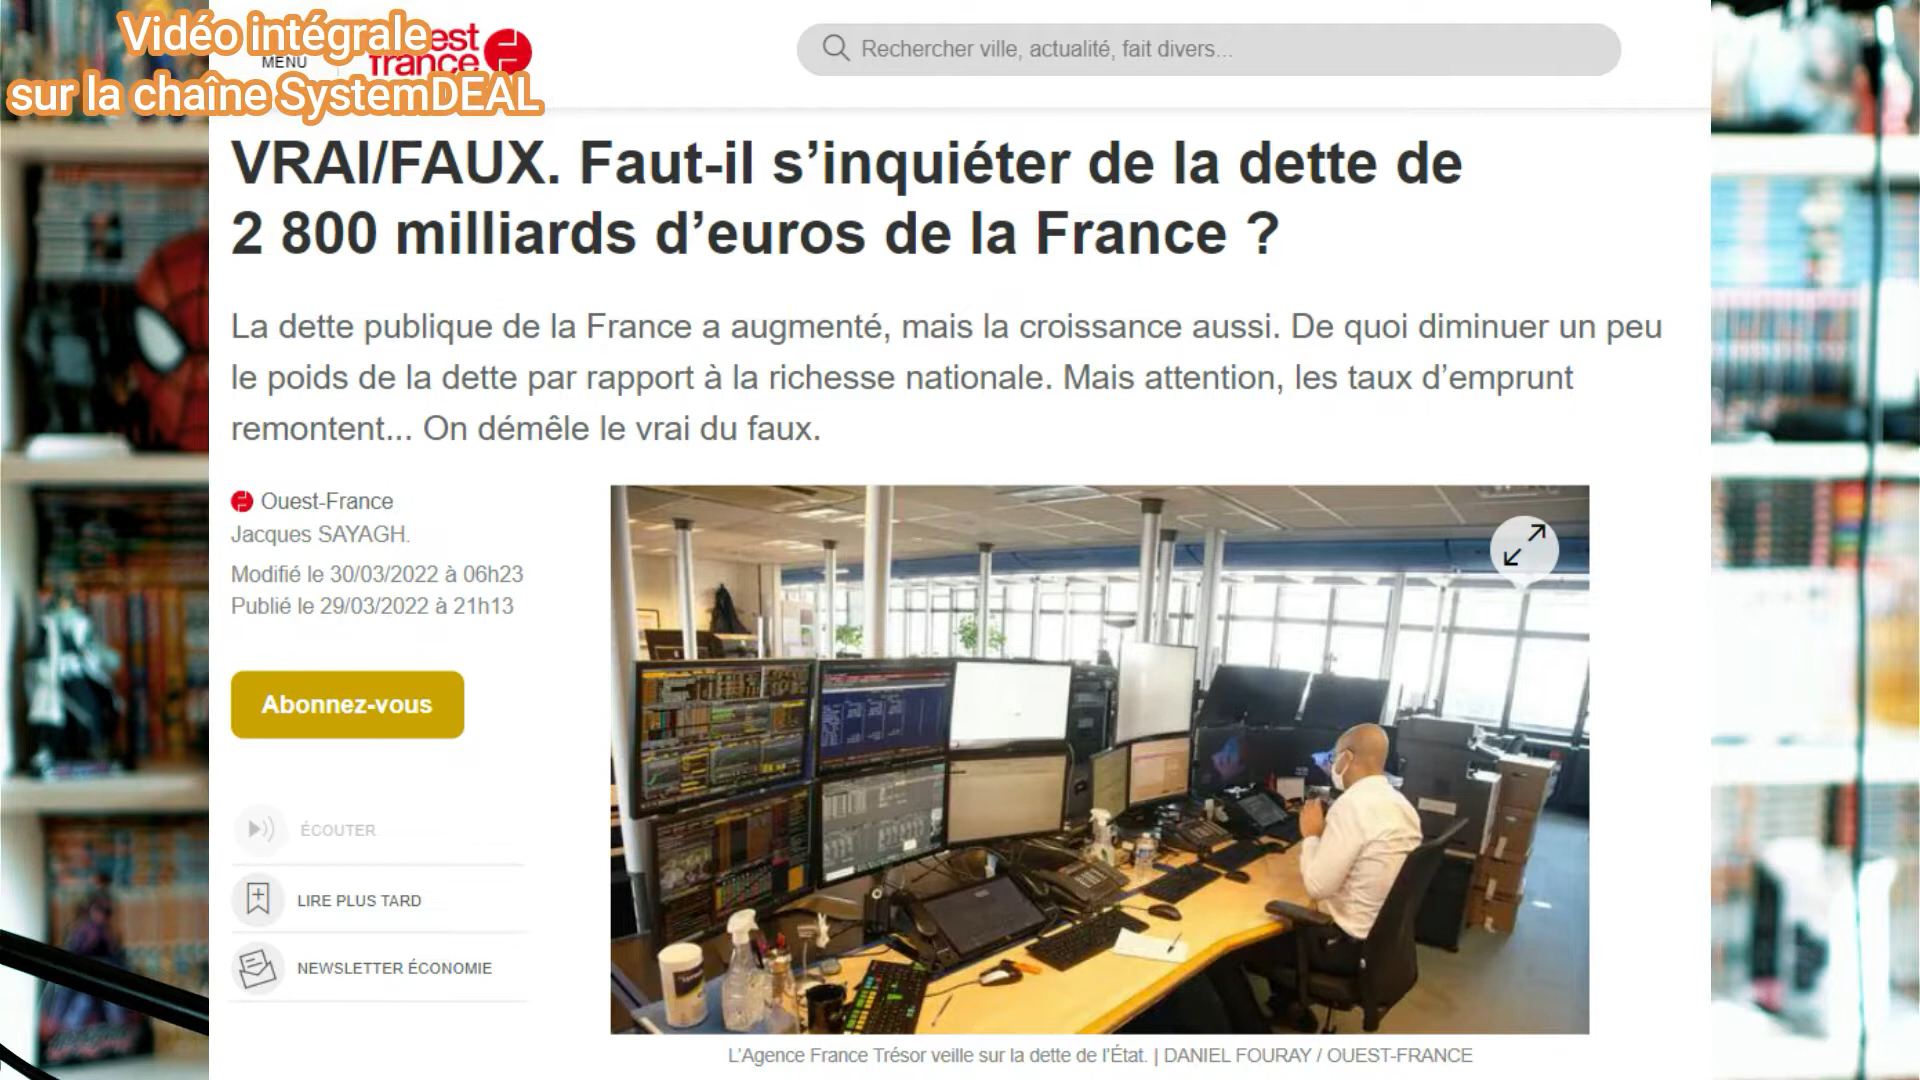 Vidéo intégrale
sur la chaîne SystemDEAL
MENU
est
france
Rechercher ville, actualité, fait divers...
VRAI/FAUX. Faut-il s’inquiéter de la dette de
2 800 milliards d’euros de la France ?
La dette publique de la France a augmenté, mais la croissance aussi. De quoi diminuer un peu
le poids de la dette par rapport à la richesse nationale. Mais attention, les taux d’emprunt
remontent... On démêle le vrai du faux.
Ouest-France
Jacques SAYAGH.
Modifié le 30/03/2022 à 06h23
Publié le 29/03/2022 à 21h13
Abonnez-vous
ÉCOUTER
LIRE PLUS TARD
NEWSLETTER ÉCONOMIE
L’Agence France Trésor veille sur la dette de l’État. | DANIEL FOURAY / OUEST-FRANCE